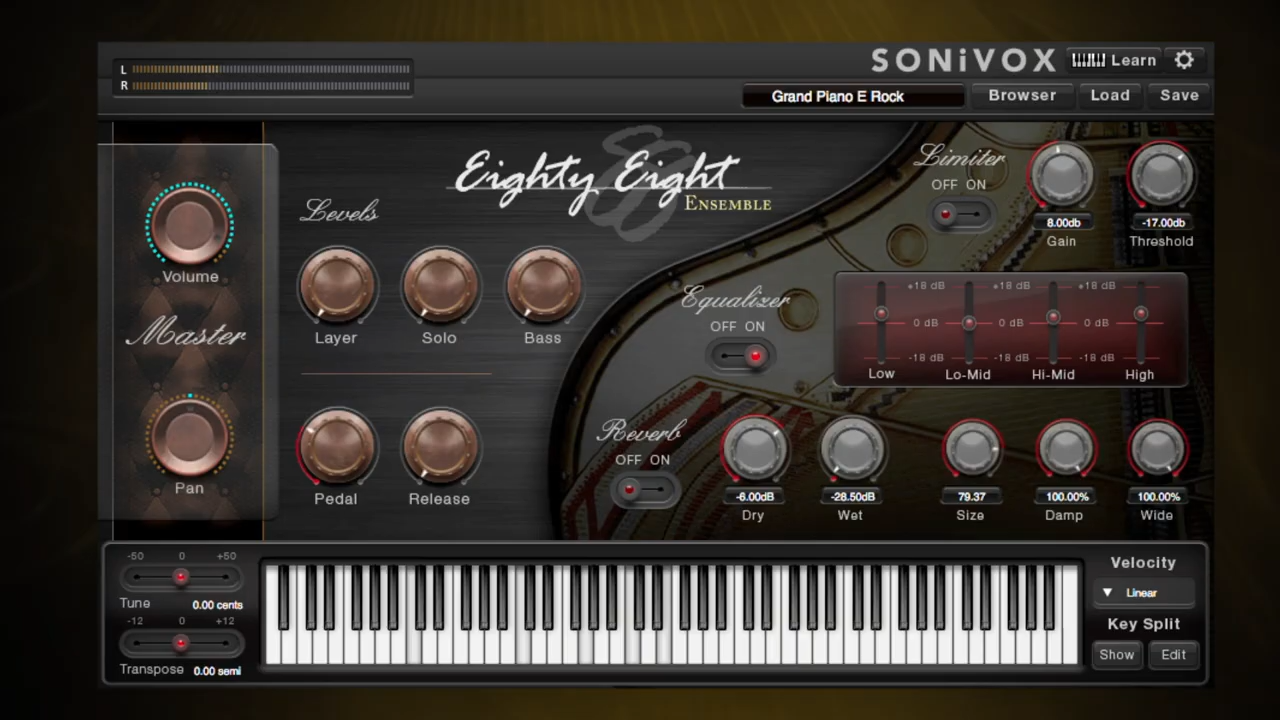 L
R
SONiVOX
Learn
Grand Piano E Rock
Browser
Load
Save
Eighty Eight
ENSEMBLE
Volume
Master
Pan
Levels
Layer
Solo
Bass
Pedal
Release
Limiter
OFF ON
8.00db
-17.00db
Gain
Threshold
Equalizer
OFF ON
+18 dB
+18 dB
+18 dB
0 dB
0 dB
0 dB
-18 dB
-18 dB
-18 dB
Low
Lo-Mid
Hi-Mid
High
Reverb
OFF ON
-6.00dB
-28.50dB
79.37
100.00%
100.00%
Dry
Wet
Size
Damp
Wide
-50 0 +50
Tune 0.00 cents
-12 0 +12
Transpose 0.00 semi
Velocity
Linear
Key Split
Show
Edit